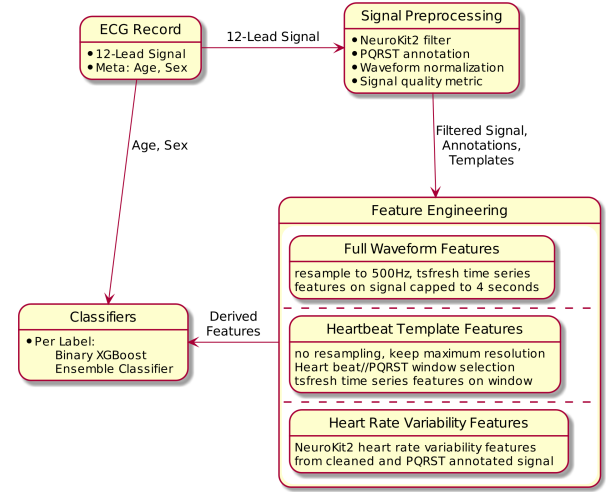 ECG Record
12-Lead Signal
Meta: Age, Sex
12-Lead Signal
Signal Preprocessing
NeuroKit2 filter
PQRST annotation
Waveform normalization
Signal quality metric
Age, Sex
Filtered Signal,
Annotations,
Templates
Feature Engineering
Full Waveform Features
resample to 500Hz, tsfresh time series
features on signal capped to 4 seconds
Heartbeat Template Features
no resampling, keep maximum resolution
Heart beat//PQRST window selection
tsfresh time series features on window
Heart Rate Variability Features
NeuroKit2 heart rate variability features
from cleaned and PQRST annotated signal
Derived
Features
Classifiers
Per Label:
Binary XGBoost
Ensemble Classifier